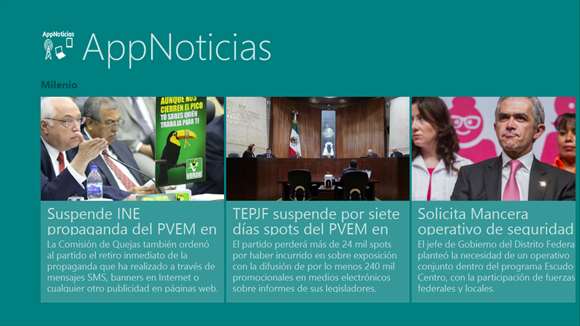 AppNoticias
AppNoticias
Milenio
AUNQUE NOS
CIERREN EL PICO
TÚ SABES QUIEN
TRABAJA PARA TI
VERDE
Suspende INE
propaganda del PVEM en
La Comisión de Quejas también ordenó
al partido el retiro inmediato de la
propaganda que ha realizado a través de
mensajes SMS, banners en Internet o
cualquier otro publicidad en páginas web.
TEPJF suspende por siete
días spots del PVEM en
El partido perderá más de 24 mil spots
por haber incurrido en sobre exposición
con la difusión de por lo menos 240 mil
promocionales en medios electrónicos
sobre informes de sus legisladores.
Solicita Mancera
operativo de seguridad
El jefe de Gobierno del Distrito Federal
planteó la necesidad de un operativo
conjunto dentro del programa Escudo
Centro, con la participación de fuerzas
federales y locales.